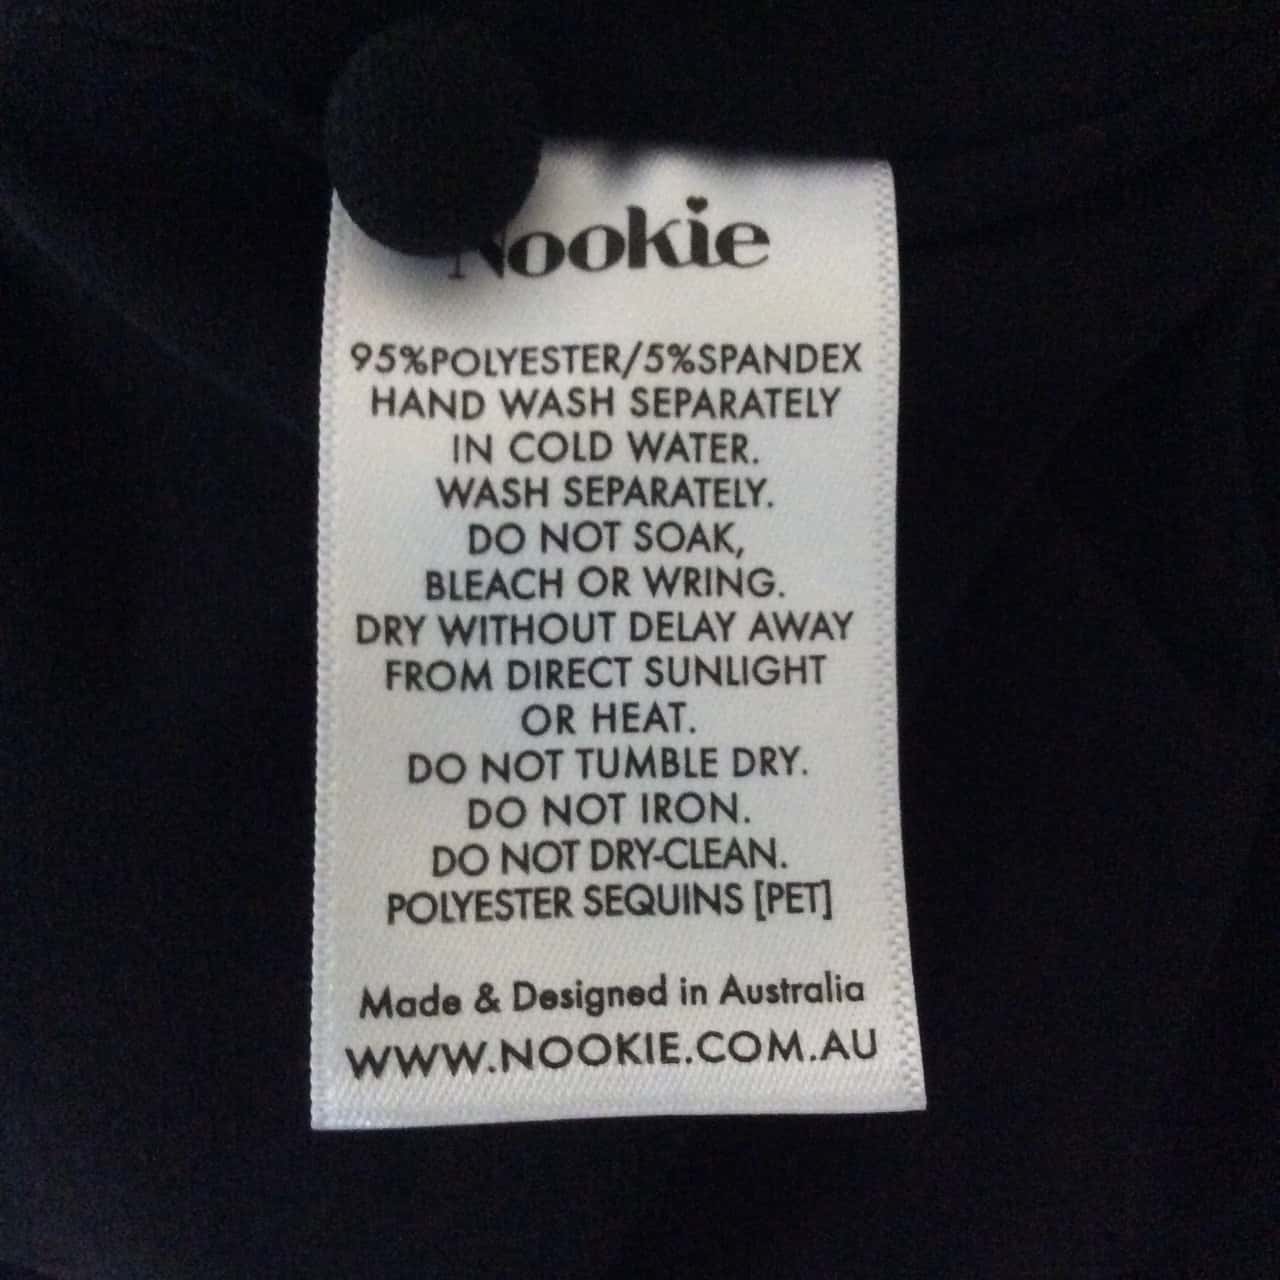 Nookie
95%POLYESTER/5%SPANDEX
HAND WASH SEPARATELY
IN COLD WATER.
WASH SEPARATELY.
DO NOT SOAK,
BLEACH OR WRING.
DRY WITHOUT DELAY AWAY
FROM DIRECT SUNLIGHT
OR HEAT.
DO NOT TUMBLE DRY.
DO NOT IRON.
DO NOT DRY-CLEAN.
POLYESTER SEQUINS [PET]
Made & Designed in Australia
WWW.NOOKIE.COM.AU